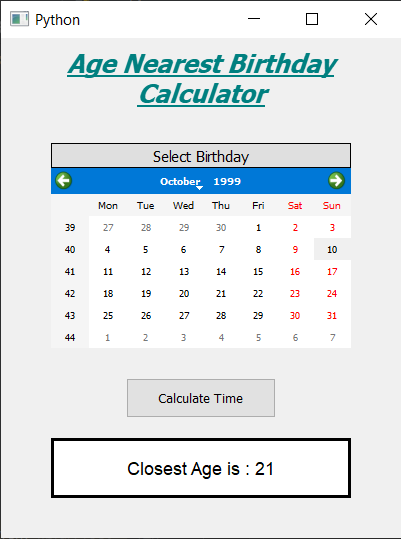 Python
Age Nearest Birthday
Calculator
Select Birthday
October 1999
Mon Tue Wed Thu Fri Sat Sun
39 27 28 29 30 1 2 3
40 4 5 6 7 8 9 10
41 11 12 13 14 15 16 17
42 18 19 20 21 22 23 24
43 25 26 27 28 29 30 31
44 1 2 3 4 5 6 7
Calculate Time
Closest Age is : 21